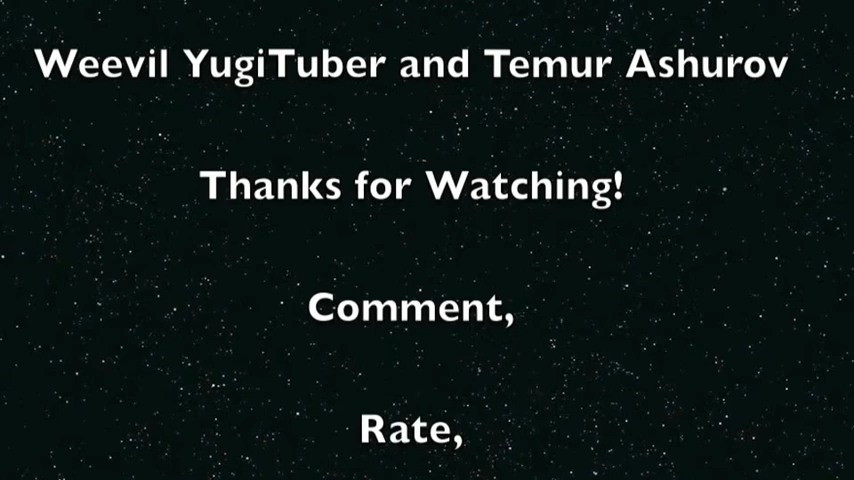 Weevil YugiTuber and Temur Ashurov
Thanks for Watching!
Comment,
Rate,